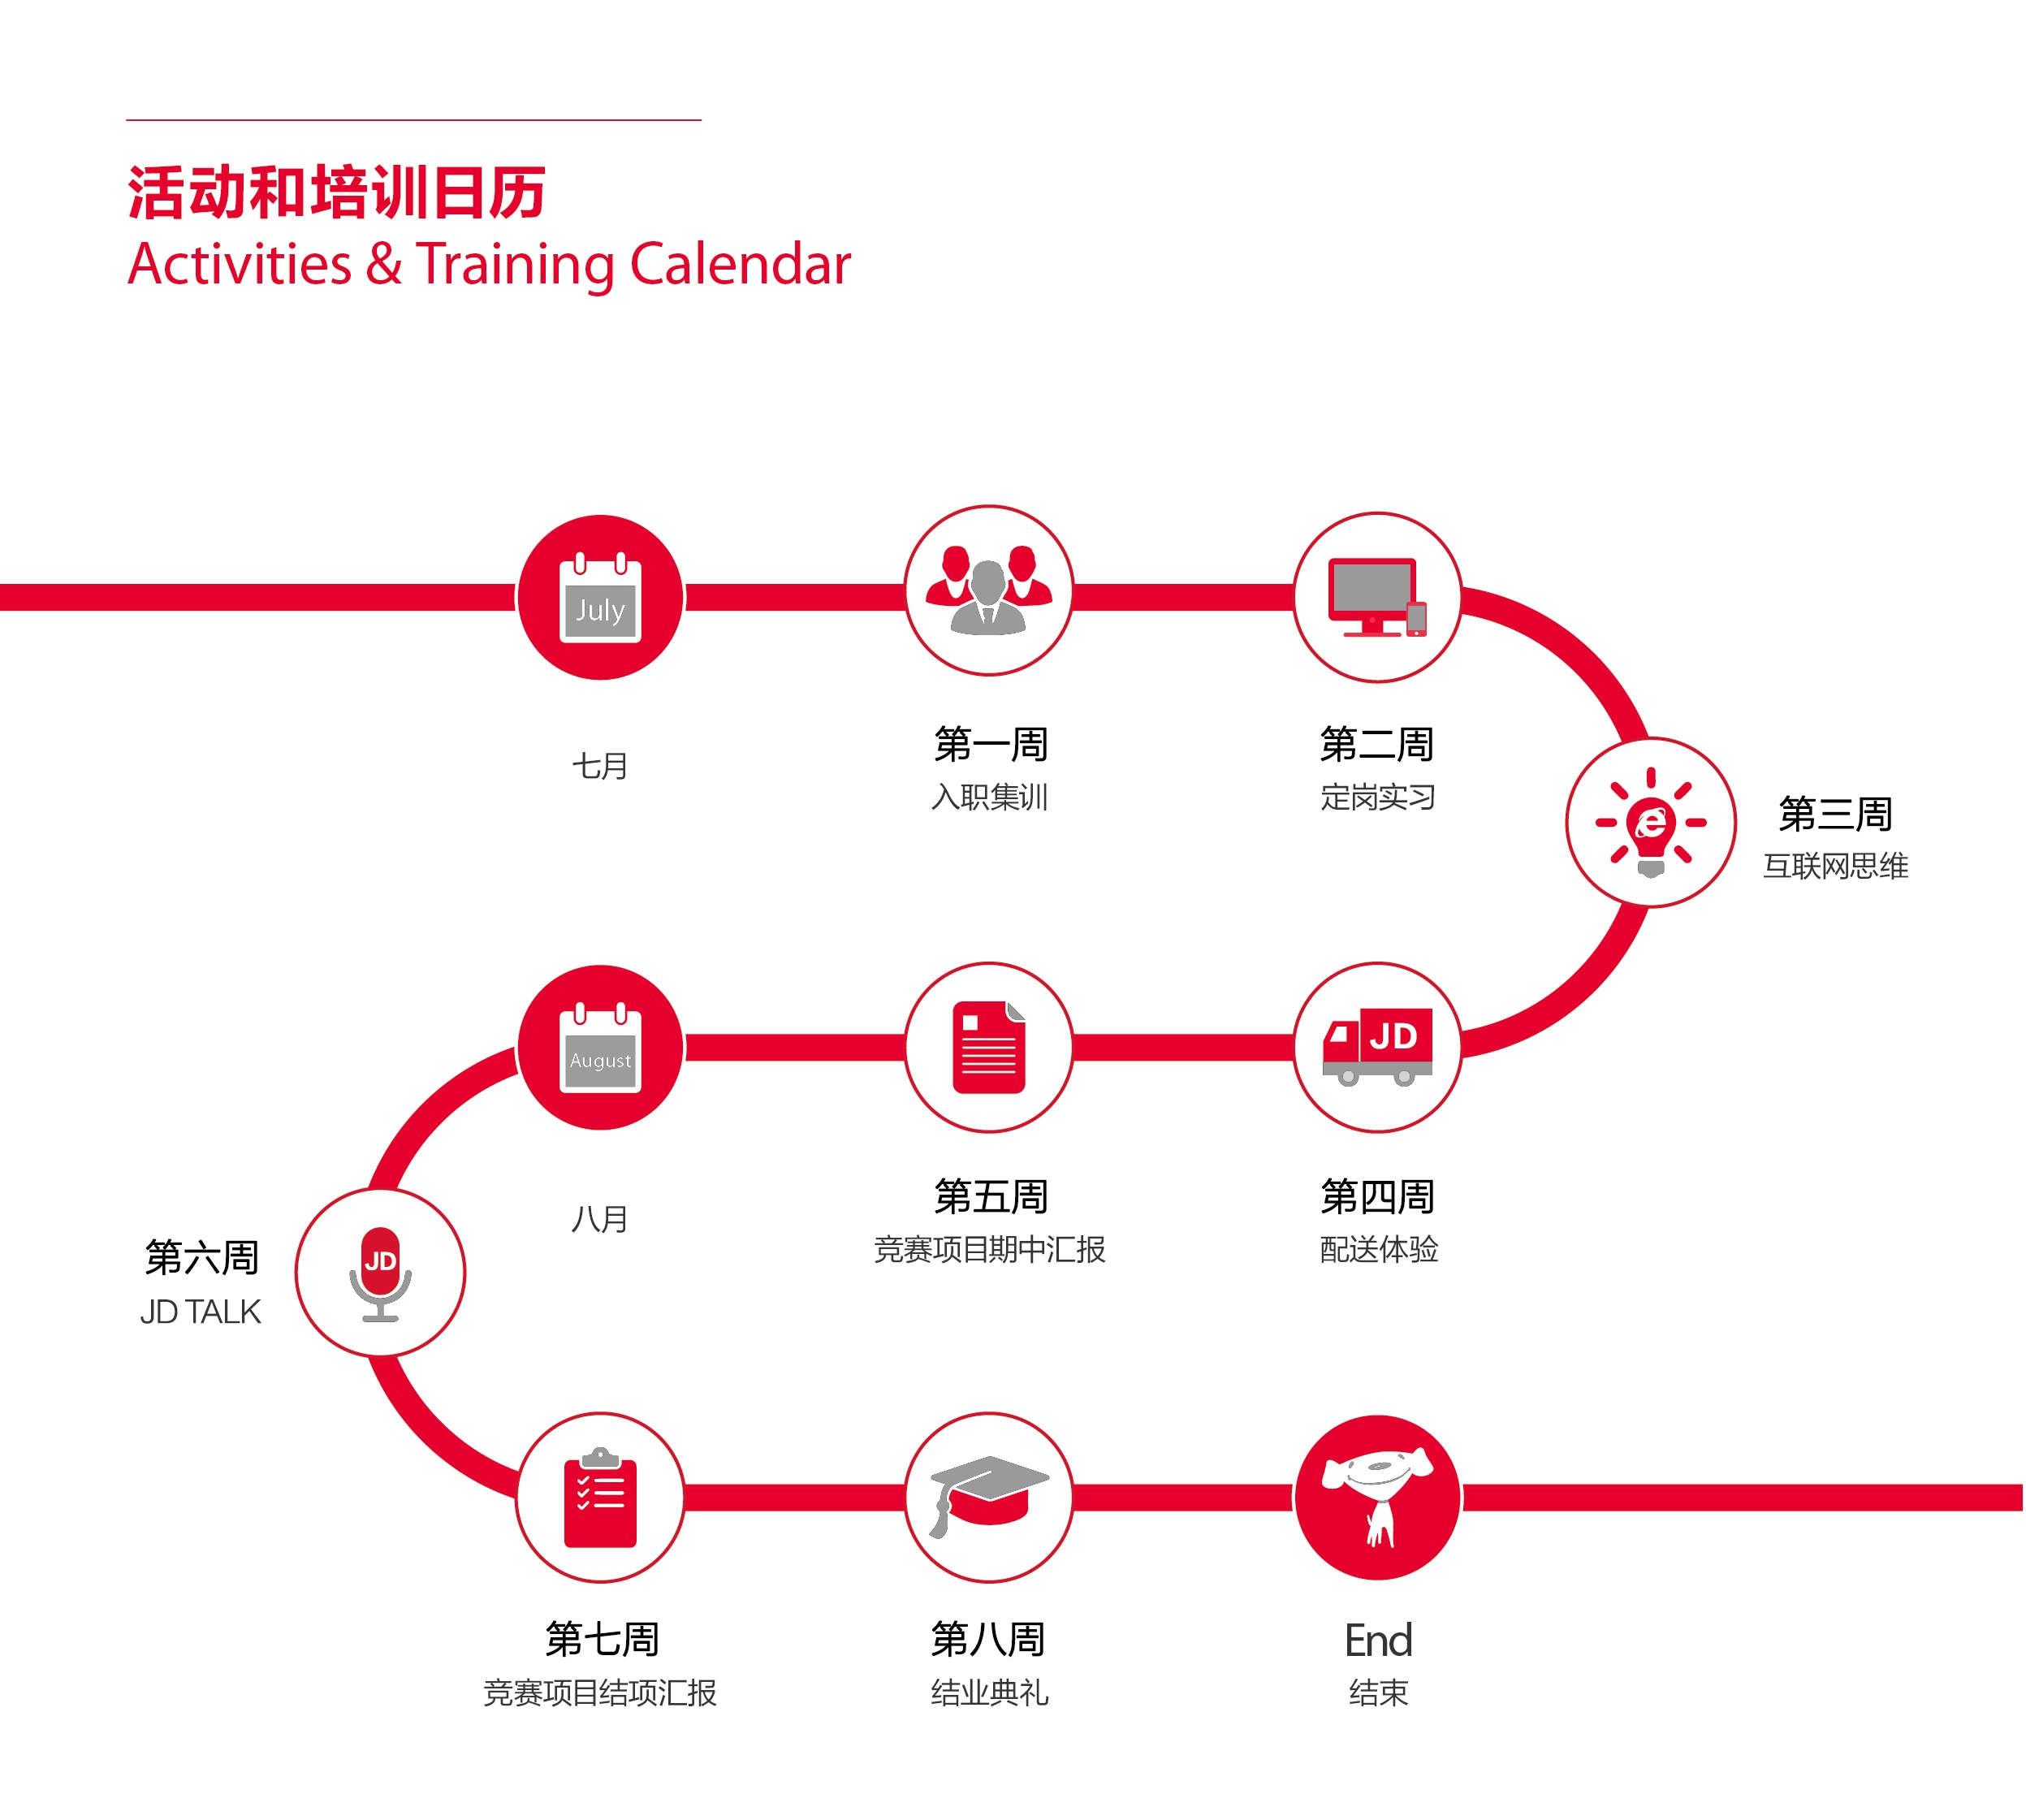 活动和培训日历
Activities & Training Calendar
July
七月
第一周
入职集训
第二周
定岗实习
第三周
互联网思维
JD
第四周
配送体验
第五周
竞赛项目期中汇报
August
八月
JD
第六周
JD TALK
第七周
竞赛项目结项汇报
第八周
结业典礼
End
结束